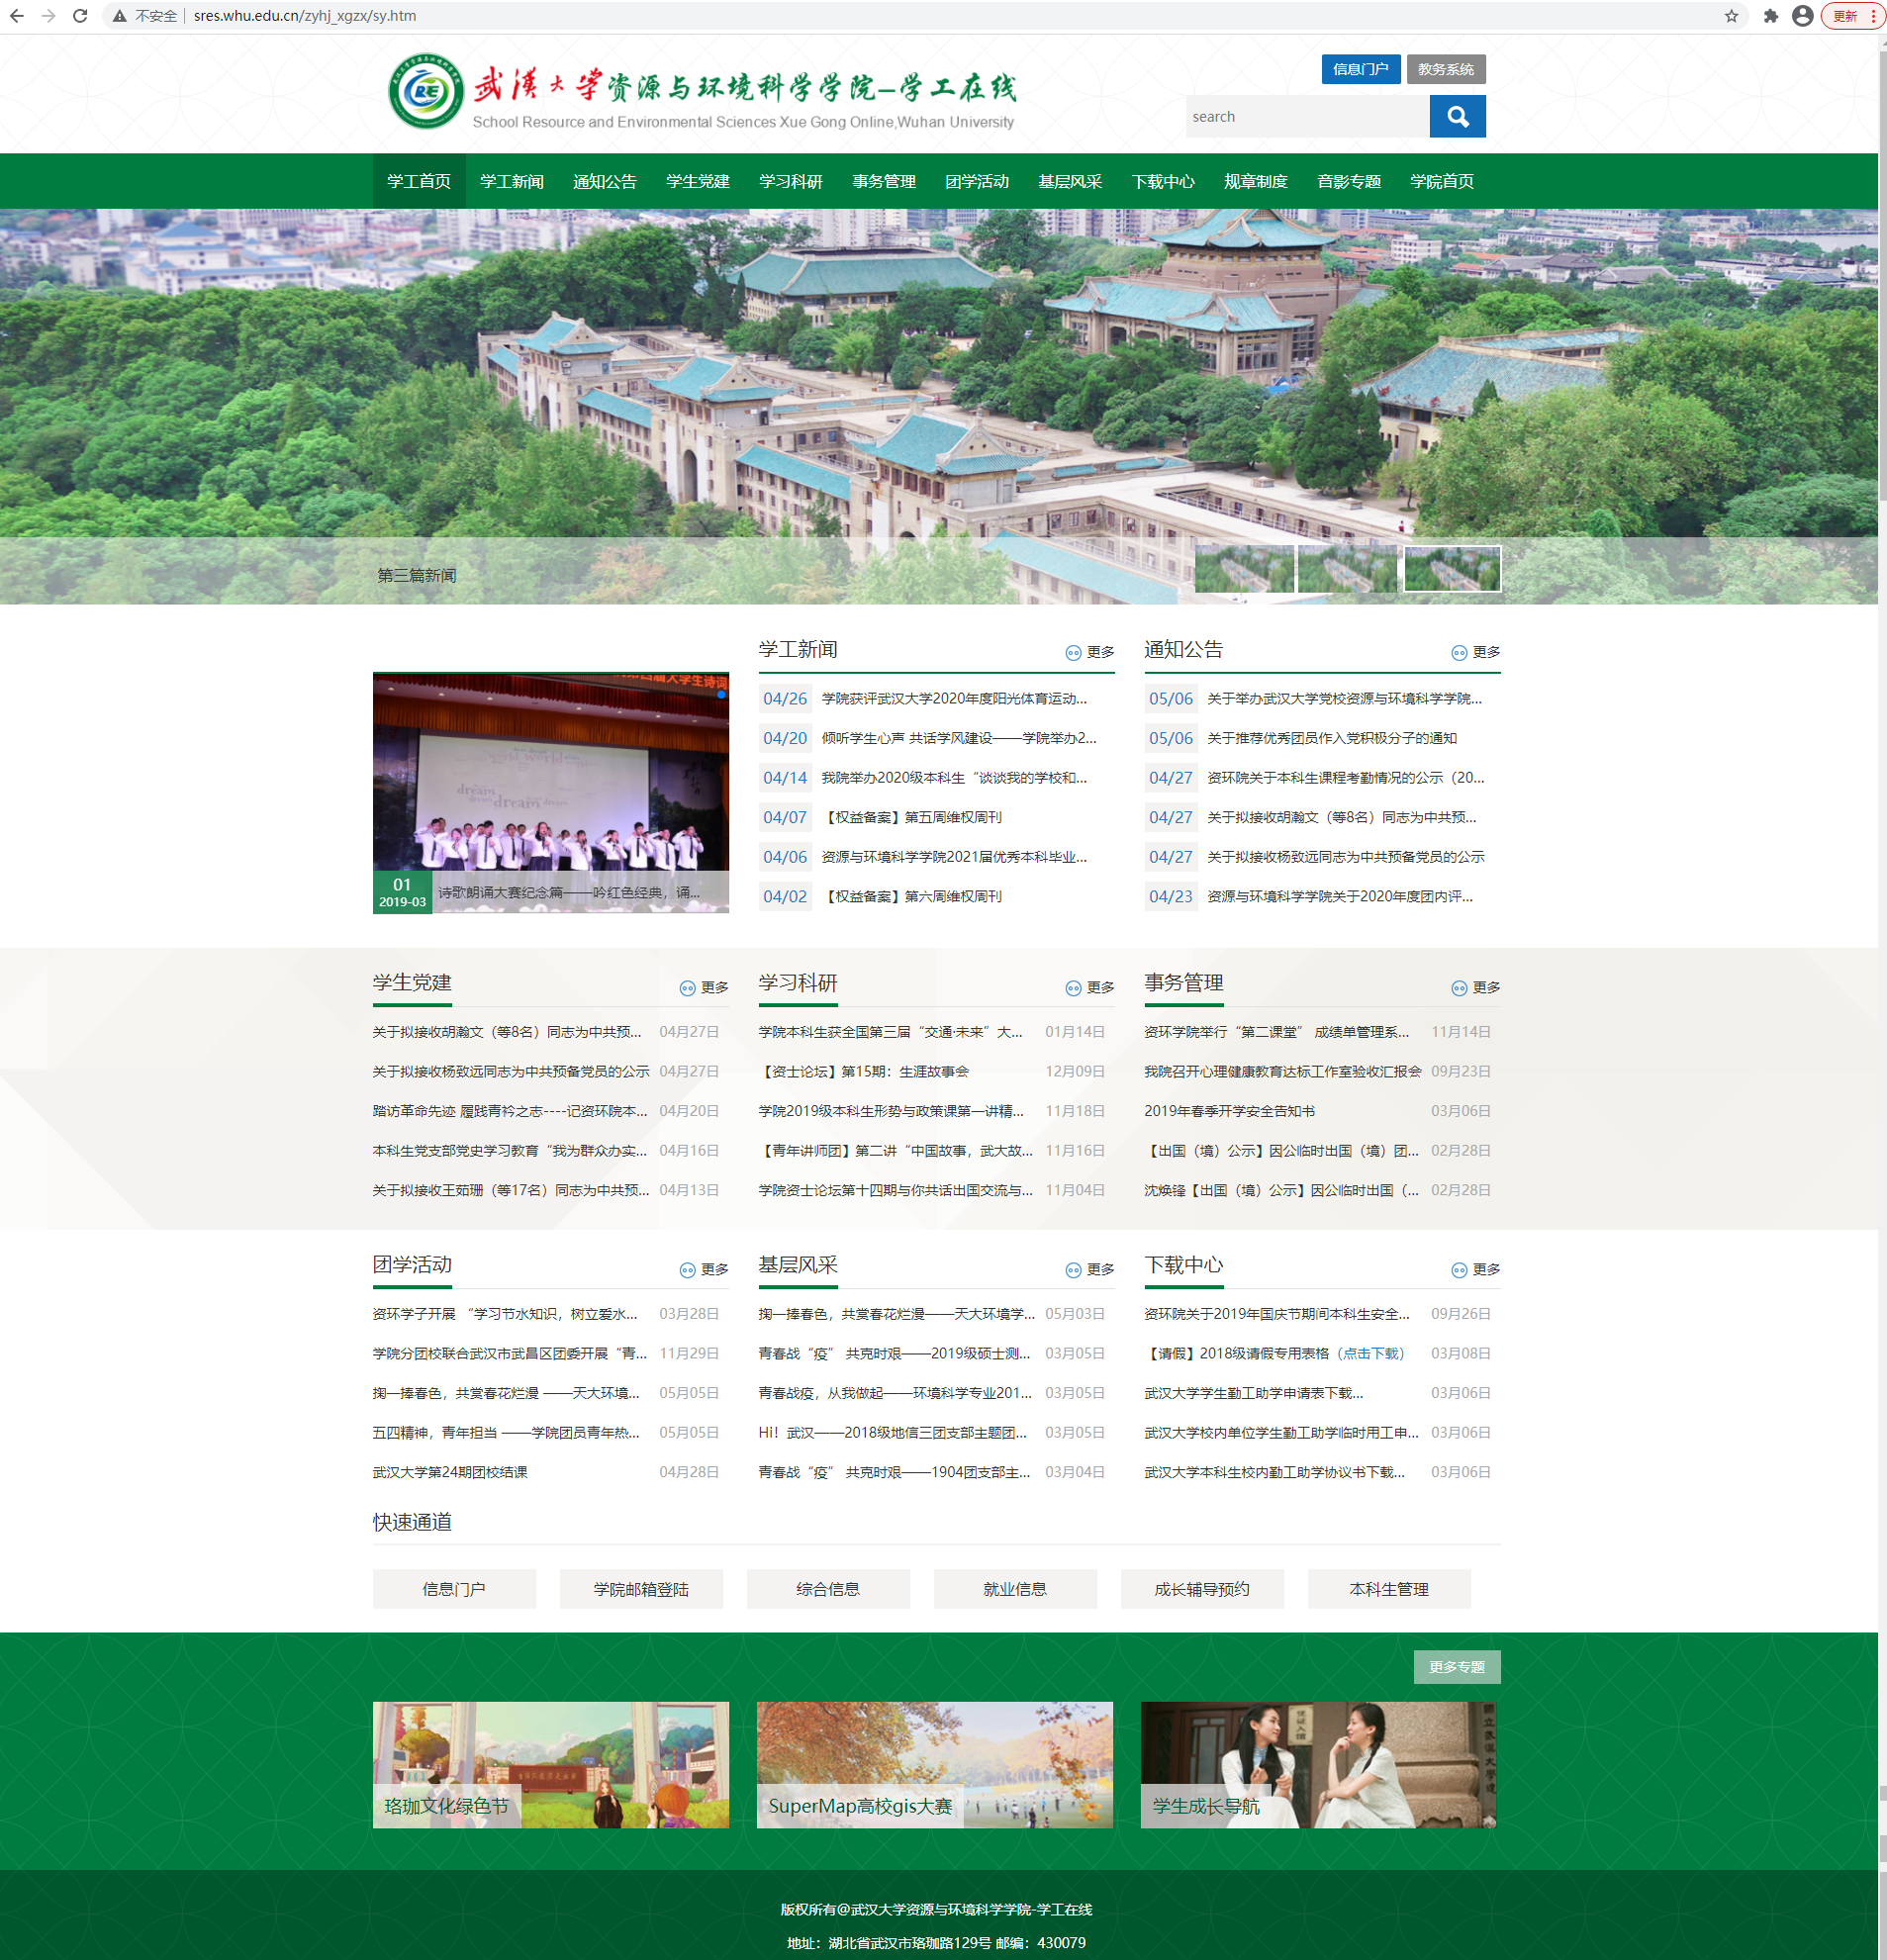 不安全 sres.whu.edu.cn/zyhj_xgzx/sy.htm
更新
武汉大学资源与环境科学学院–学工在线
School Resource and Environmental Sciences Xue Gong Online,Wuhan University
信息门户 教务系统
search
学工首页 学工新闻 通知公告 学生党建 学习科研 事务管理 团学活动 基层风采 下载中心 规章制度 音影专题 学院首页
第三篇新闻
01
2019-03
诗歌朗诵大赛纪念篇——吟红色经典，诵...
学工新闻 更多
04/26 学院获评武汉大学2020年度阳光体育运动...
04/20 倾听学生心声 共话学风建设——学院举办2...
04/14 我院举办2020级本科生“谈谈我的学校和...
04/07 【权益备案】第五周维权周刊
04/06 资源与环境科学学院2021届优秀本科毕业...
04/02 【权益备案】第六周维权周刊
通知公告 更多
05/06 关于举办武汉大学党校资源与环境科学学院...
05/06 关于推荐优秀团员作入党积极分子的通知
04/27 资环院关于本科生课程考勤情况的公示（20...
04/27 关于拟接收胡瀚文（等8名）同志为中共预...
04/27 关于拟接收杨致远同志为中共预备党员的公示
04/23 资源与环境科学学院关于2020年度团内评...
学生党建 更多
关于拟接收胡瀚文（等8名）同志为中共预... 04月27日
关于拟接收杨致远同志为中共预备党员的公示 04月27日
踏访革命先迹 履践青衿之志----记资环院本... 04月20日
本科生党支部党史学习教育“我为群众办实... 04月16日
关于拟接收王茹珊（等17名）同志为中共预... 04月13日
学习科研 更多
学院本科生获全国第三届“交通·未来”大... 01月14日
【资士论坛】第15期：生涯故事会 12月09日
学院2019级本科生形势与政策课第一讲精... 11月18日
【青年讲师团】第二讲“中国故事，武大故... 11月16日
学院资士论坛第十四期与你共话出国交流与... 11月04日
事务管理 更多
资环学院举行“第二课堂” 成绩单管理系... 11月14日
我院召开心理健康教育达标工作室验收汇报会 09月23日
2019年春季开学安全告知书 03月06日
【出国（境）公示】因公临时出国（境）团... 02月28日
沈焕锋【出国（境）公示】因公临时出国（... 02月28日
团学活动 更多
资环学子开展 “学习节水知识，树立爱水... 03月28日
学院分团校联合武汉市武昌区团委开展“青... 11月29日
掬一捧春色，共赏春花烂漫 ——天大环境... 05月05日
五四精神，青年担当 ——学院团员青年热... 05月05日
武汉大学第24期团校结课 04月28日
基层风采 更多
掬一捧春色，共赏春花烂漫——天大环境学... 05月03日
青春战“疫” 共克时艰——2019级硕士测... 03月05日
青春战疫，从我做起——环境科学专业201... 03月05日
Hi！武汉——2018级地信三团支部主题团... 03月05日
青春战“疫” 共克时艰——1904团支部主... 03月04日
下载中心 更多
资环院关于2019年国庆节期间本科生安全... 09月26日
【请假】2018级请假专用表格（点击下载） 03月08日
武汉大学学生勤工助学申请表下载... 03月06日
武汉大学校内单位学生勤工助学临时用工申... 03月06日
武汉大学本科生校内勤工助学协议书下载... 03月06日
快速通道
信息门户 学院邮箱登陆 综合信息 就业信息 成长辅导预约 本科生管理
更多专题
珞珈文化绿色节
SuperMap高校gis大赛
学生成长导航
版权所有@武汉大学资源与环境科学学院-学工在线
地址：湖北省武汉市珞珈路129号 邮编：430079